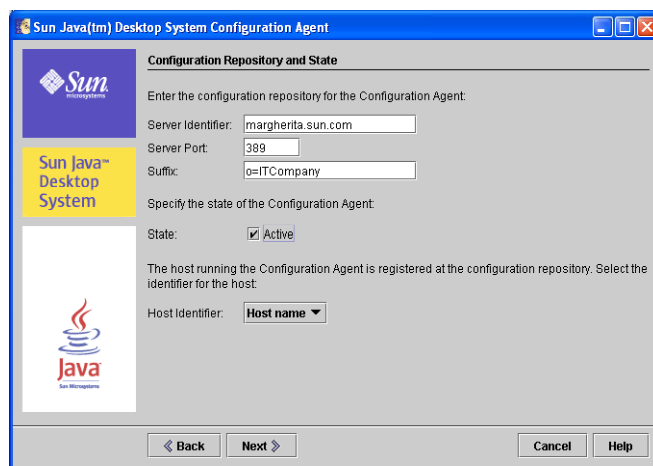 Sun Java(tm) Desktop System Configuration Agent
Sun
microsystems
Sun Java™
Desktop
System
Java
Sun Microsystems
Configuration Repository and State
Enter the configuration repository for the Configuration Agent:
Server Identifier: margherita.sun.com
Server Port: 389
Suffix: o=ITCompany
Specify the state of the Configuration Agent:
State: Active
The host running the Configuration Agent is registered at the configuration repository. Select the
identifier for the host:
Host Identifier: Host name
Back Next Cancel Help